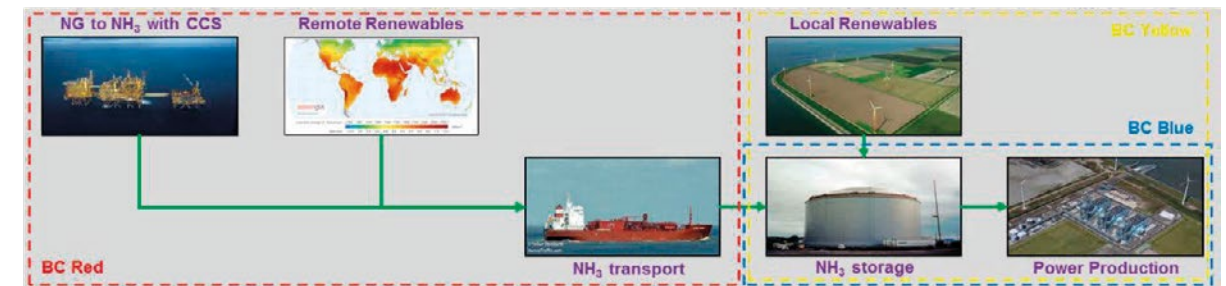 NG to NH₃ with CCS
Remote Renewables
Local Renewables
BC Yellow
BC Blue
BC Red
NH₃ transport
NH₃ storage
Power Production